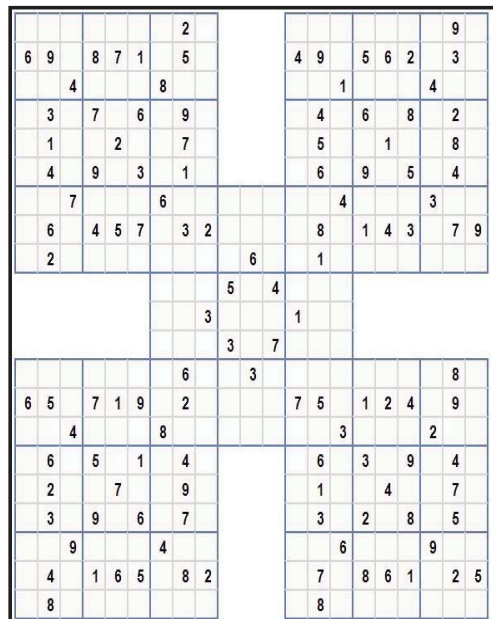 2 9
6 9 8 7 1 5 4 9 5 6 2 3
4 8 1 4
3 7 6 9 4 6 8 2
1 2 7 5 1 8
4 9 3 1 6 9 5 4
7 6 4 3
6 4 5 7 3 2 8 1 4 3 7 9
2 6 1
5 4
3 1
3 7
6 3 8
6 5 7 1 9 2 7 5 1 2 4 9
4 8 3 2
6 5 1 4 6 3 9 4
2 7 9 1 4 7
3 9 6 7 3 2 8 5
9 4 6 9
4 1 6 5 8 2 7 8 6 1 2 5
8 8